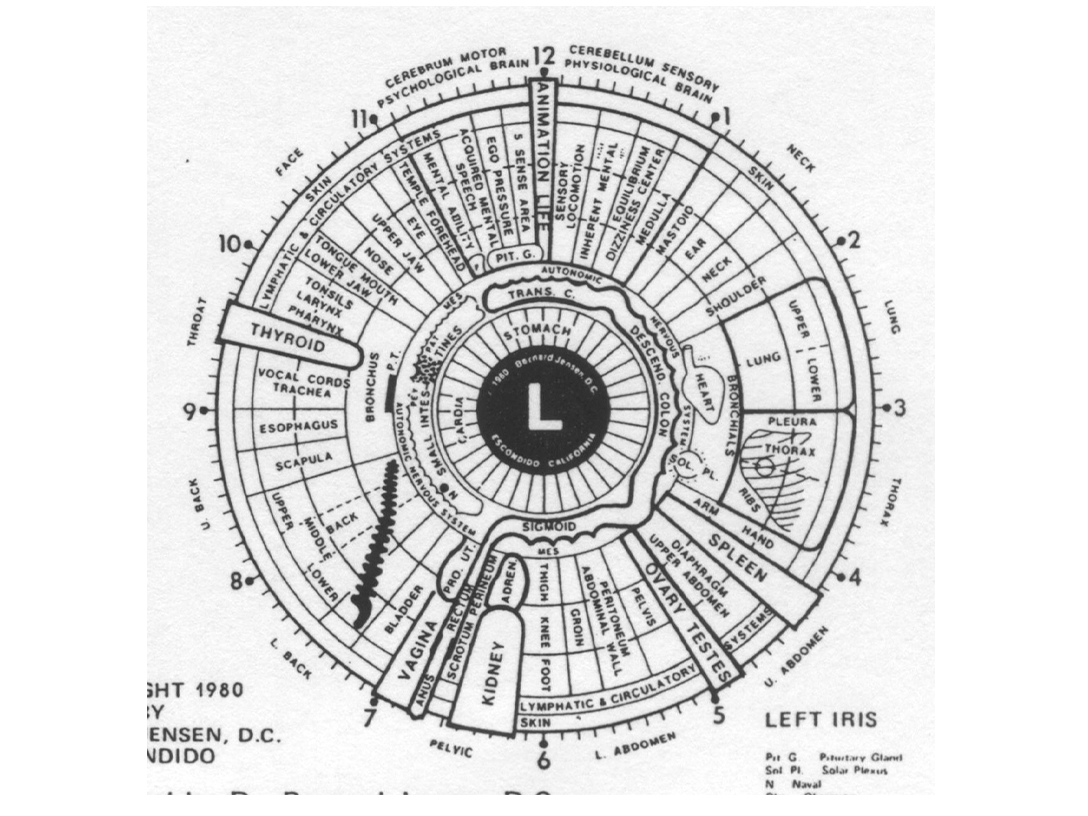 CEREBRUM MOTOR
PSYCHOLOGICAL BRAIN
12
CEREBELLUM SENSORY
PHYSIOLOGICAL BRAIN
11
1
FACE
NECK
10
2
THROAT
LUNG
9
3
U. BACK
THORAX
8
4
L. BACK
U. ABDOMEN
7
5
PELVIC
6
L. ABDOMEN
ANIMATION LIFE
SENSORY
LOCOMOTION
INHERENT MENTAL
EQUILIBRIUM
DIZZINESS CENTER
MEDULLA
MASTOID
EAR
NECK
SHOULDER
SKIN
UPPER
LOWER
LUNG
PLEURA
THORAX
RIBS
BRONCHIALS
HEART
SOL. PL.
ARM
HAND
SPLEEN
DIAPHRAGM
UPPER ABDOMEN
SYSTEMS
OVARY TESTES
PELVIS
PERITONEUM
ABDOMINAL WALL
GROIN
LYMPHATIC & CIRCULATORY
SKIN
THIGH KNEE FOOT
MES
ADREN.
KIDNEY
SCROTUM PERINEUM
ANUS RECTUM
VAGINA
PRO. UT.
BLADDER
LOWER
MIDDLE
UPPER
BACK
SCAPULA
ESOPHAGUS
VOCAL CORDS
TRACHEA
BRONCHUS
P.T.
THYROID
PHARYNX
LARYNX
TONSILS
LOWER JAW
TONGUE MOUTH
NOSE
UPPER JAW
EYE
SKIN
LYMPHATIC & CIRCULATORY SYSTEMS
TEMPLE FOREHEAD
MENTAL ABILITY
SPEECH
ACQUIRED MENTAL
EGO PRESSURE
5 SENSE AREA
P
PIT. G.
AUTONOMIC NERVOUS SYSTEM
TRANS. C.
DESCEND. COLON
SIGMOID
AUTONOMIC NERVOUS SYSTEM
SMALL INTESTINES
PEY PAT
MES
N
STOMACH
CARDIA
1980 Bernard Jensen D.C.
L
ESCONDIDO CALIFORNIA
GHT 1980
Y
ENSEN, D.C.
NDIDO
LEFT IRIS
Pit G. Pituitary Gland
Sol Pl. Solar Plexus
N Naval